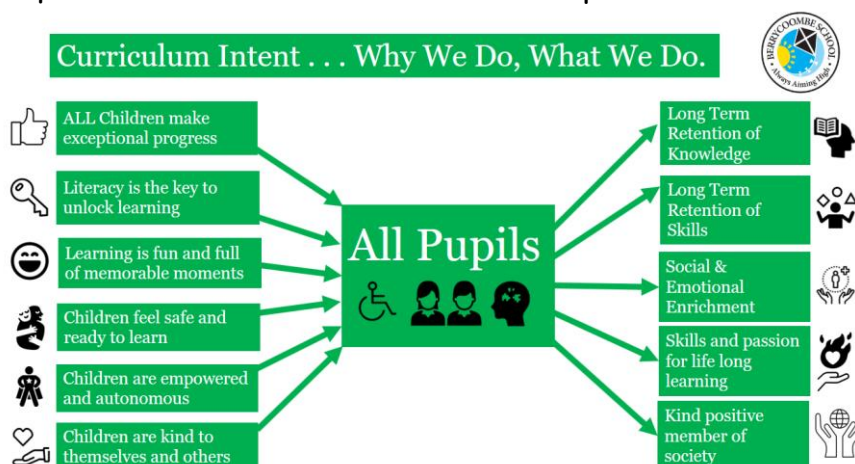 Curriculum Intent . . . Why We Do, What We Do.
BERRYCOOMBE SCHOOL
Always Aiming High
ALL Children make
exceptional progress
Literacy is the key to
unlock learning
Learning is fun and full
of memorable moments
Children feel safe and
ready to learn
Children are empowered
and autonomous
Children are kind to
themselves and others
All Pupils
Long Term
Retention of
Knowledge
Long Term
Retention of
Skills
Social &
Emotional
Enrichment
Skills and passion
for life long
learning
Kind positive
member of
society